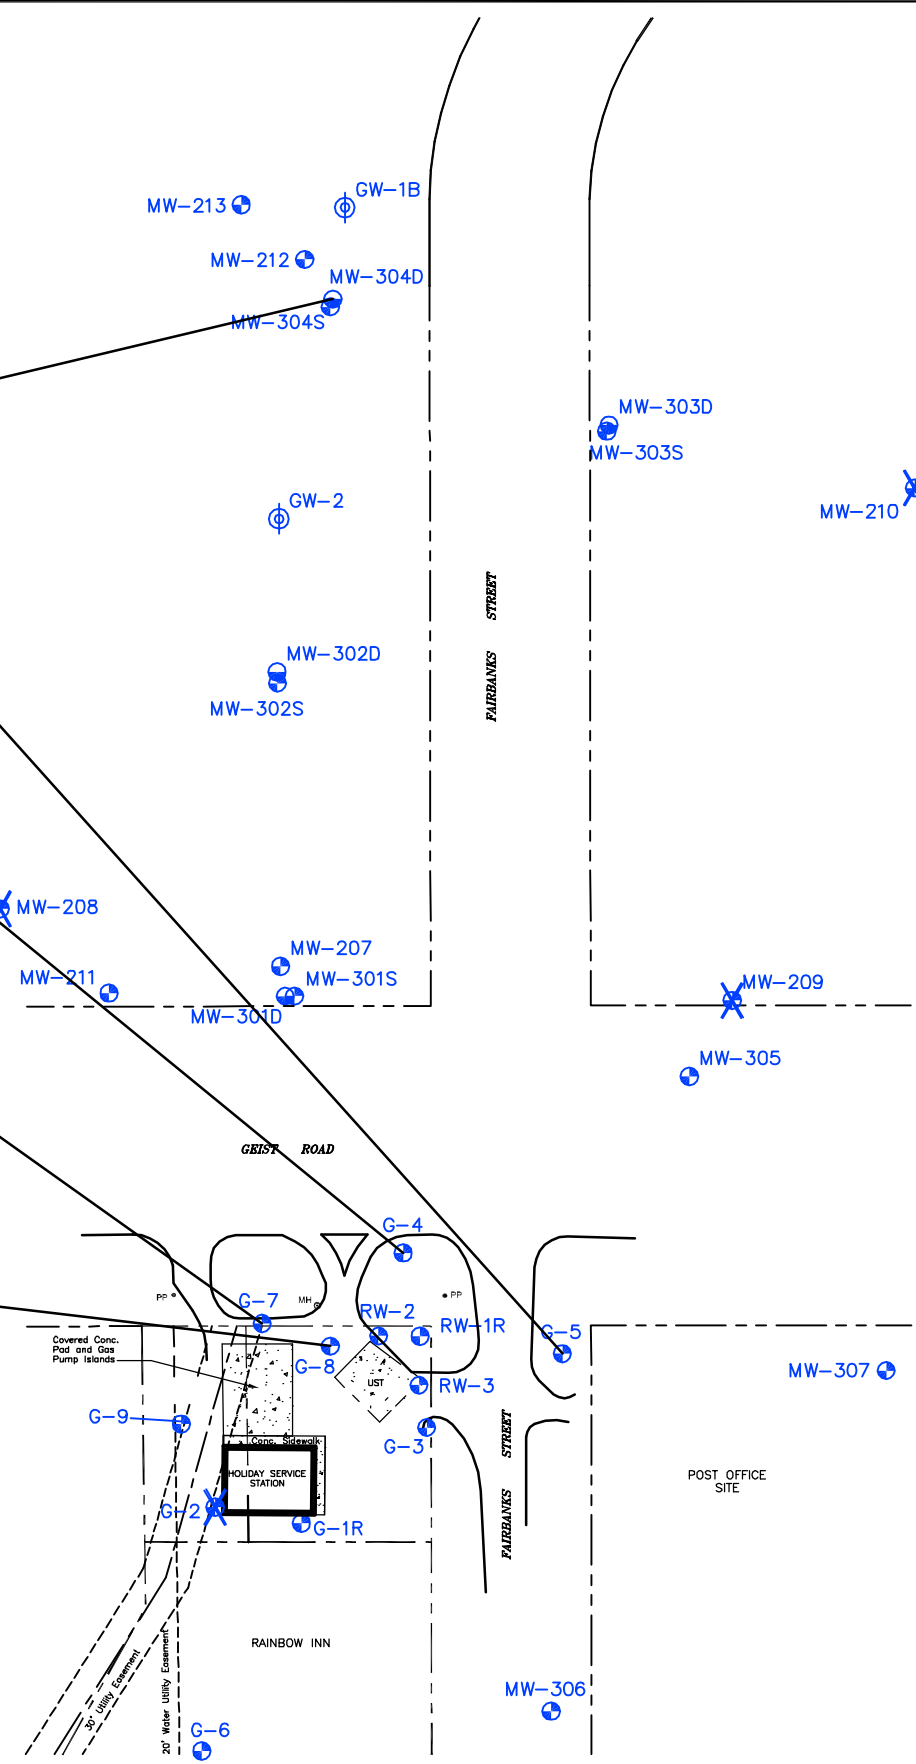 GW-1B
MW-213
MW-212
MW-304D
MW-304S
MW-303D
MW-303S
GW-2
MW-210
FAIRBANKS STREET
MW-302D
MW-302S
MW-208
MW-207
MW-211
MW-301S
MW-301D
MW-209
MW-305
GEIST ROAD
G-4
PP
G-7
MH
PP
RW-2
RW-1R
G-5
Covered Conc.
Pad and Gas
Pump Islands
G-8
MW-307
UST
RW-3
G-9
G-3
Conc. Sidewalk
FAIRBANKS STREET
HOLIDAY SERVICE
STATION
POST OFFICE
SITE
G-2
G-1R
RAINBOW INN
30' Utility Easement
20' Water Utility Easement
MW-306
G-6